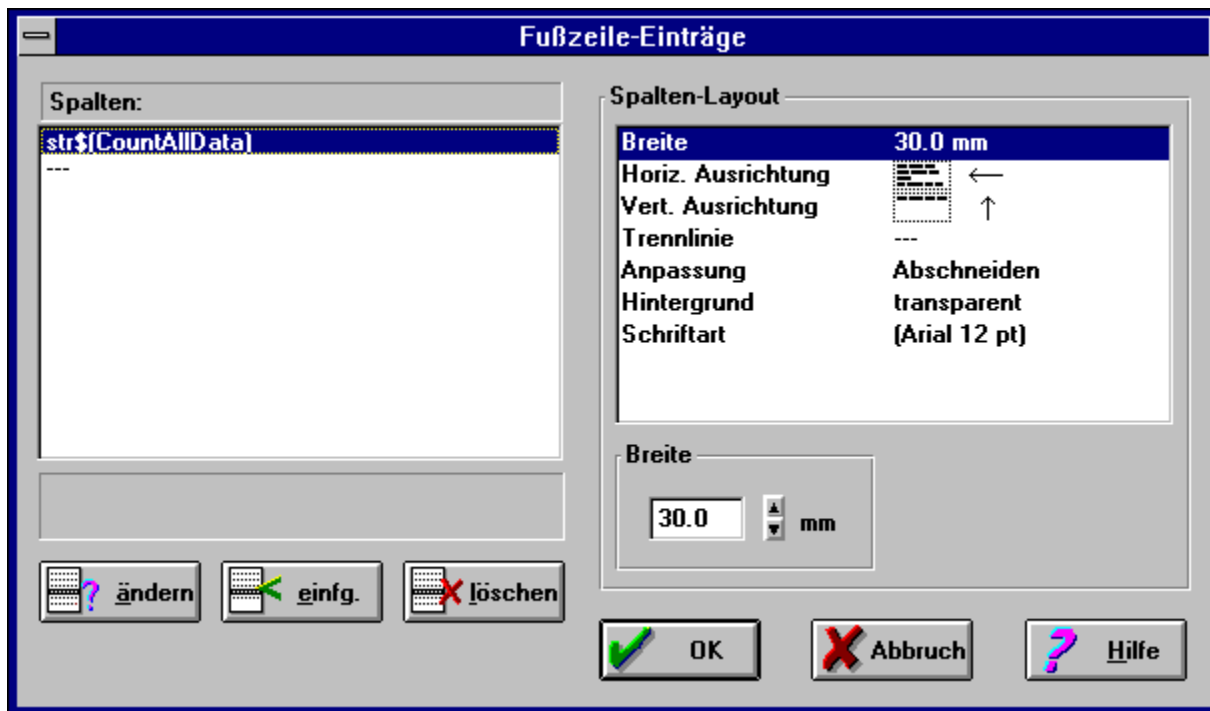 Fußzeile-Einträge
Spalten:
str$(CountAllData)
---
ändern
einfg.
löschen
Spalten-Layout
Breite 30.0 mm
Horiz. Ausrichtung ←
Vert. Ausrichtung ↑
Trennlinie ---
Anpassung Abschneiden
Hintergrund transparent
Schriftart (Arial 12 pt)
Breite
30.0 mm
OK
Abbruch
Hilfe